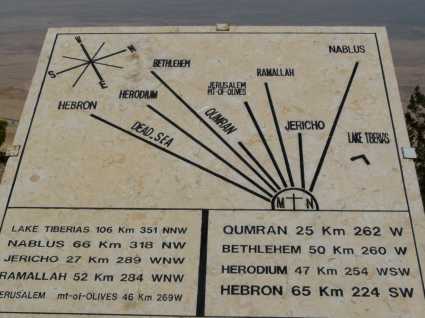 N
W
S
E
BETHLEHEM
NABLUS
RAMALLAH
JERUSALEM
MT-OF-OLIVES
HERODIUM
HEBRON
QUMRAN
JERICHO
DEAD-SEA
LAKE TIBERIAS
M N
LAKE TIBERIAS 106 Km 351 NNW
NABLUS 66 Km 318 NW
JERICHO 27 Km 289 WNW
RAMALLAH 52 Km 284 WNW
JERUSALEM mt-of-OLIVES 46 Km 269W
QUMRAN 25 Km 262 W
BETHLEHEM 50 Km 260 W
HERODIUM 47 Km 254 WSW
HEBRON 65 Km 224 SW